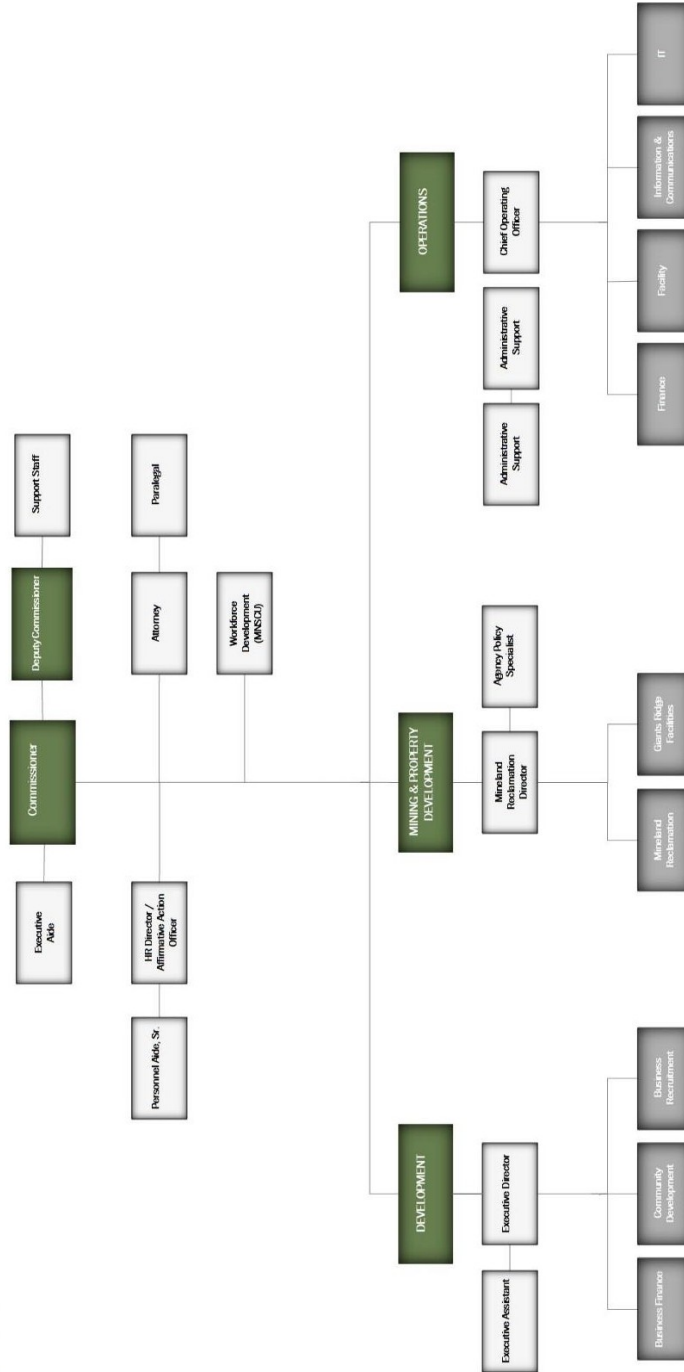 Commissioner
Deputy Commissioner
Support Staff
Executive
Aide
Personnel Aide, Sr.
HR Director /
Affirmative Action
Officer
Attorney
Paralegal
Workforce
Development
(MNSCU)
DEVELOPMENT
MINING & PROPERTY
DEVELOPMENT
OPERATIONS
Executive Assistant
Executive Director
Mineland
Reclamation
Director
Agency Policy
Specialist
Administrative
Support
Administrative
Support
Chief Operating
Officer
Business Finance
Community
Development
Business
Recruitment
Mineland
Reclamation
Giants Ridge
Facilities
Finance
Facility
Information &
Communications
IT